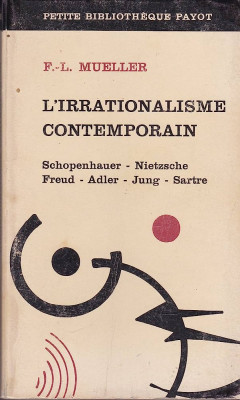 PETITE BIBLIOTHÈQUE PAYOT
F.-L. MUELLER
L'IRRATIONALISME
CONTEMPORAIN
Schopenhauer - Nietzsche
Freud - Adler - Jung - Sartre